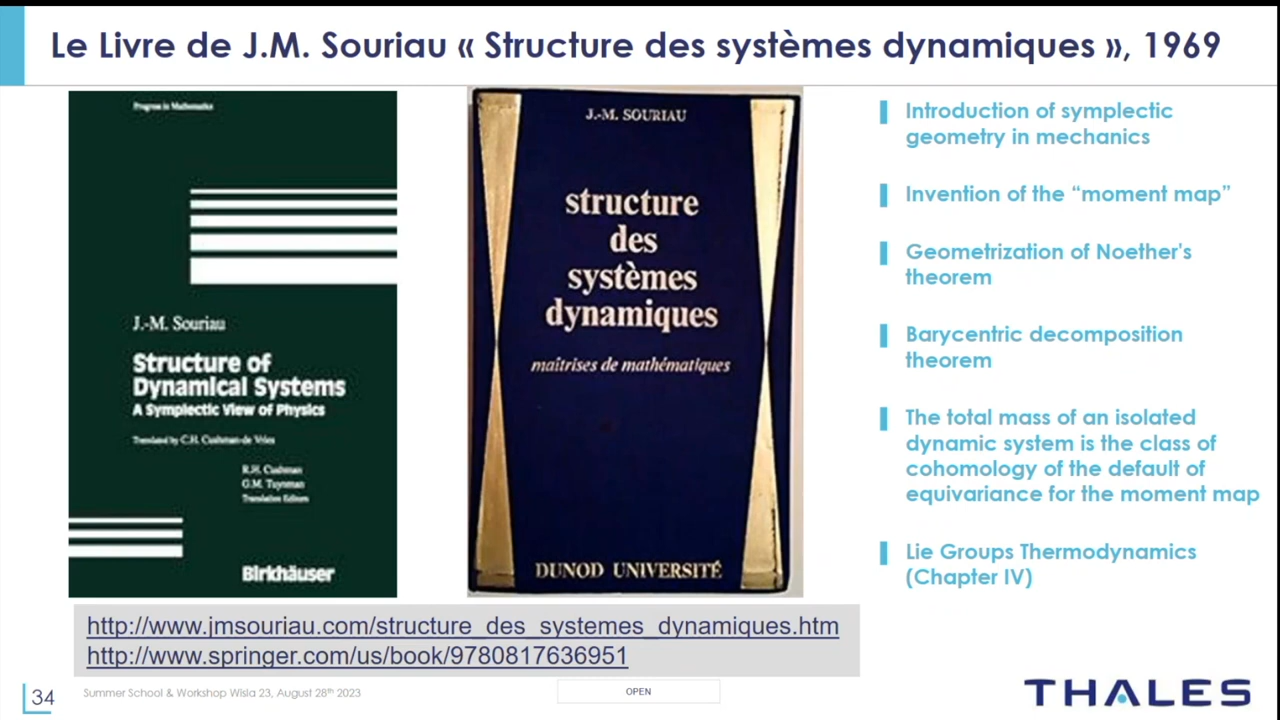 Le Livre de J.M. Souriau « Structure des systèmes dynamiques », 1969
Progress in Mathematics
J.-M. Souriau
Structure of
Dynamical Systems
A Symplectic View of Physics
Translated by C.H. Cushman-de Vries
R.H. Cushman
G.M. Tuynman
Translation Editors
Birkhäuser
J.-M. SOURIAU
structure
des
systèmes
dynamiques
maîtrises de mathématiques
DUNOD UNIVERSITÉ
Introduction of symplectic
geometry in mechanics
Invention of the “moment map”
Geometrization of Noether's
theorem
Barycentric decomposition
theorem
The total mass of an isolated
dynamic system is the class of
cohomology of the default of
equivariance for the moment map
Lie Groups Thermodynamics
(Chapter IV)
http://www.jmsouriau.com/structure_des_systemes_dynamiques.htm
http://www.springer.com/us/book/9780817636951
34
Summer School & Workshop Wisla 23, August 28th 2023
OPEN
THALES